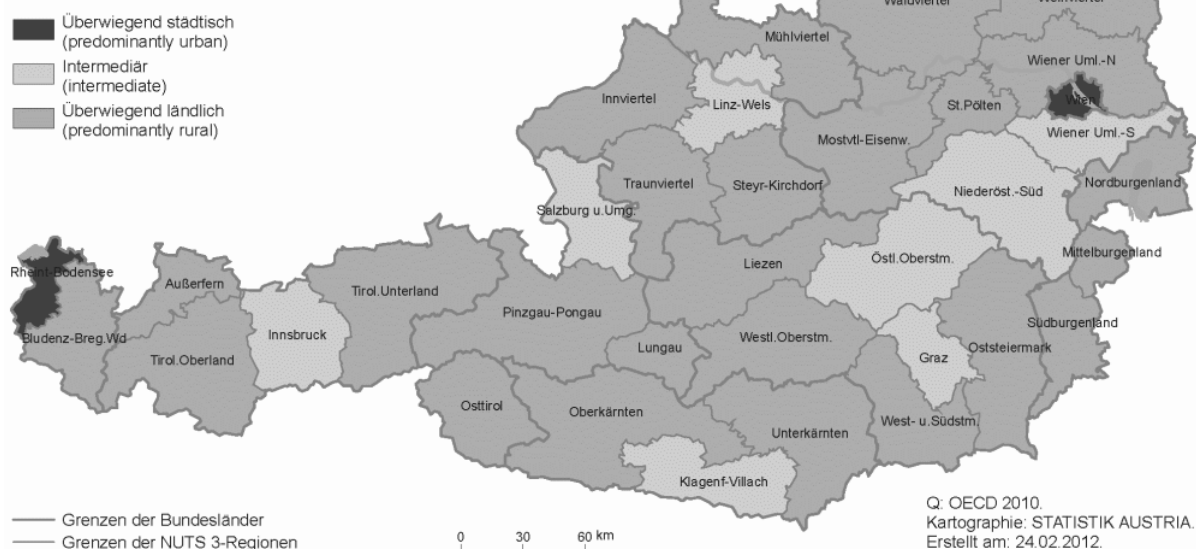 Überwiegend städtisch
(predominantly urban)
Intermediär
(intermediate)
Überwiegend ländlich
(predominantly rural)
Waldviertel
Weinviertel
Mühlviertel
Wiener Uml.-N
Innviertel
Linz-Wels
St.Pölten
Wien
Mostvtl-Eisenw.
Wiener Uml.-S
Traunviertel
Steyr-Kirchdorf
Niederöst.-Süd
Nordburgenland
Salzburg u.Umg.
Mittelburgenland
Östl.Oberstm.
Liezen
Rheint-Bodensee
Außerfern
Tirol.Unterland
Pinzgau-Pongau
Südburgenland
Innsbruck
Bludenz-Breg.Wd
Westl.Oberstm.
Lungau
Oststeiermark
Tirol.Oberland
Graz
Osttirol
Oberkärnten
West- u.Südstm.
Unterkärnten
Klagenf-Villach
Grenzen der Bundesländer
Grenzen der NUTS 3-Regionen
0 30 60 km
Q: OECD 2010.
Kartographie: STATISTIK AUSTRIA.
Erstellt am: 24.02.2012.